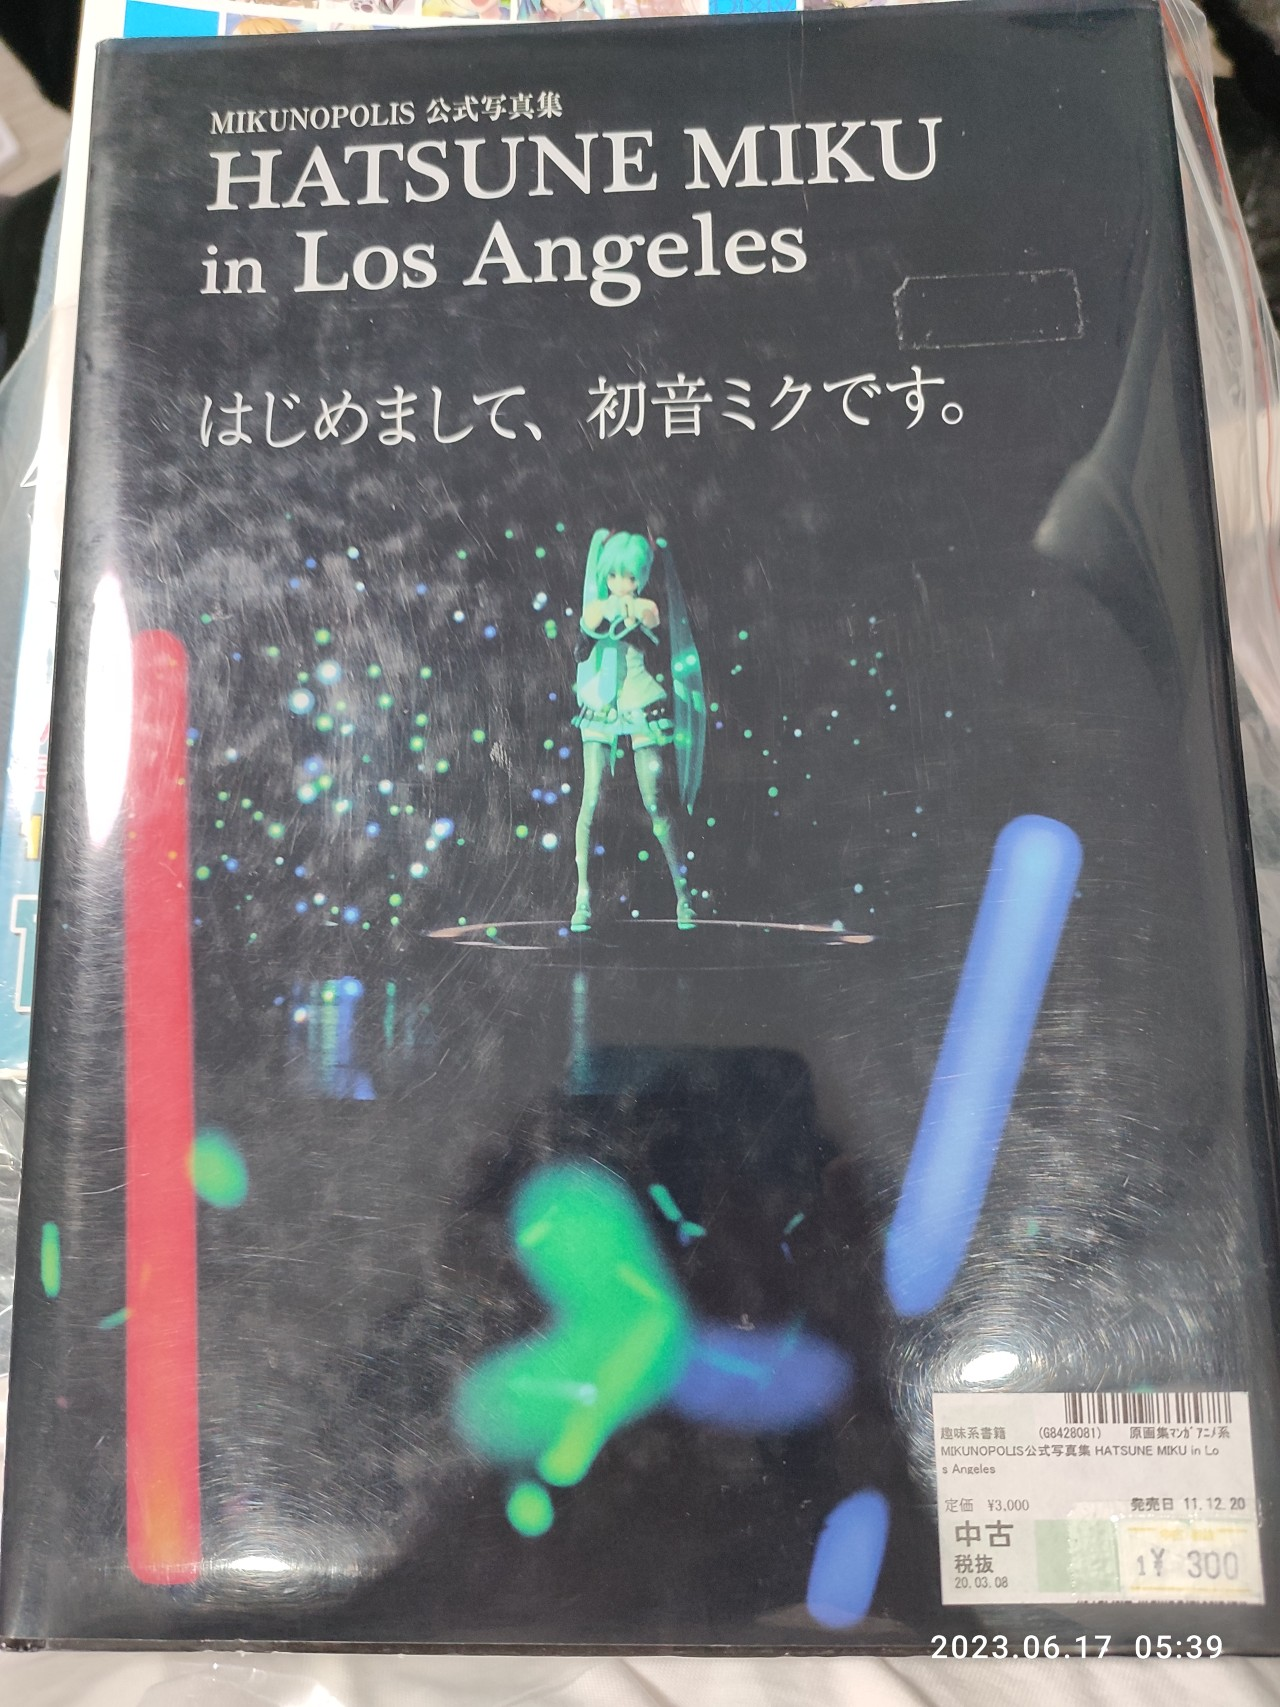 MIKUNOPOLIS 公式写真集
HATSUNE MIKU
in Los Angeles
はじめまして、初音ミクです。
趣味系書籍 (G8428081) 原画集ﾏﾝｶﾞｱﾆﾒ系
MIKUNOPOLIS公式写真集 HATSUNE MIKU in Lo
s Angeles
定価 ¥3,000 発売日 11.12.20
中古
税抜
20.03.08
1¥ 300
2023.06.17 05:39